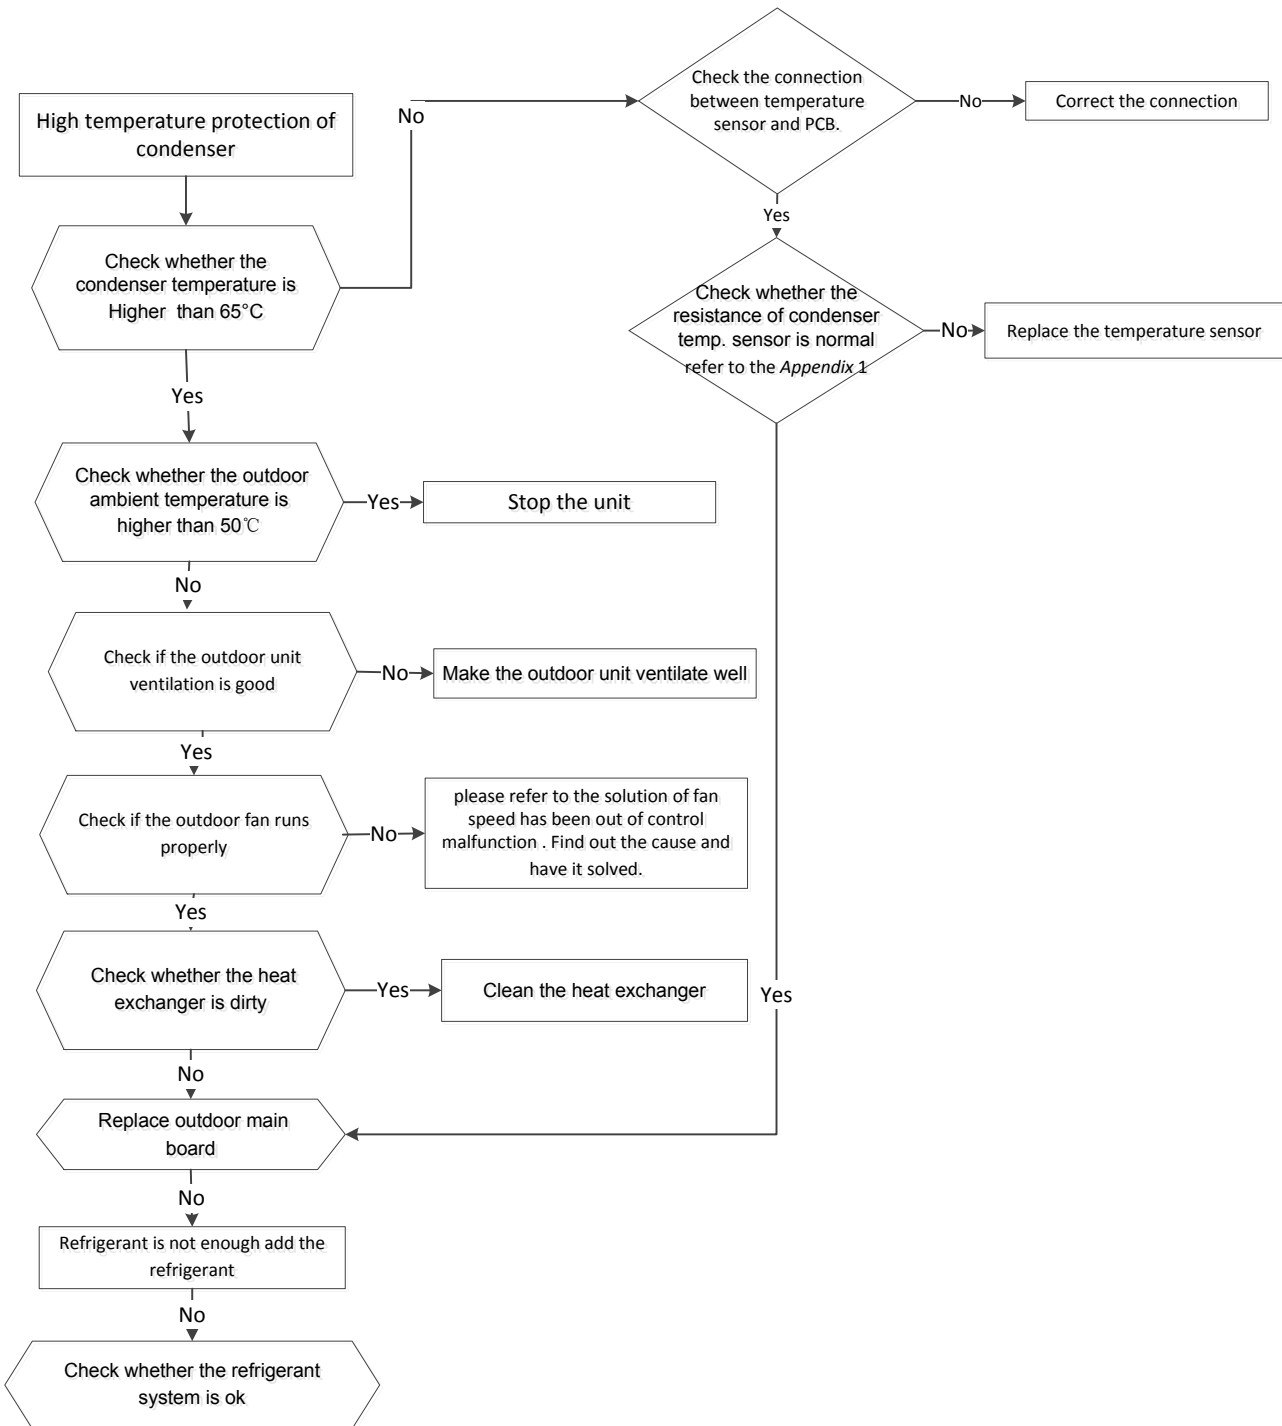 High temperature protection of
condenser
Check whether the
condenser temperature is
Higher than 65°C
No
Check the connection
between temperature
sensor and PCB.
No
Correct the connection
Yes
Check whether the
resistance of condenser
temp. sensor is normal
refer to the Appendix 1
No
Replace the temperature sensor
Yes
Yes
Check whether the outdoor
ambient temperature is
higher than 50℃
Yes
Stop the unit
No
Check if the outdoor unit
ventilation is good
No
Make the outdoor unit ventilate well
Yes
Check if the outdoor fan runs
properly
No
please refer to the solution of fan
speed has been out of control
malfunction . Find out the cause and
have it solved.
Yes
Check whether the heat
exchanger is dirty
Yes
Clean the heat exchanger
No
Replace outdoor main
board
No
Refrigerant is not enough add the
refrigerant
No
Check whether the refrigerant
system is ok